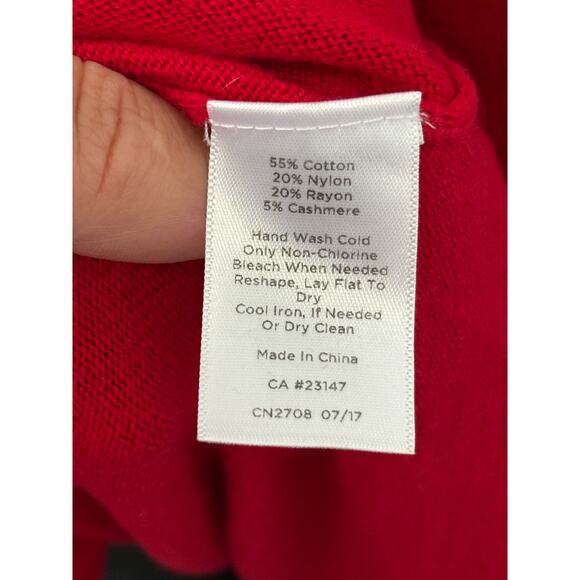 55% Cotton
20% Nylon
20% Rayon
5% Cashmere
Hand Wash Cold
Only Non-Chlorine
Bleach When Needed
Reshape, Lay Flat To
Dry
Cool Iron, If Needed
Or Dry Clean
Made In China
CA #23147
CN2708 07/17